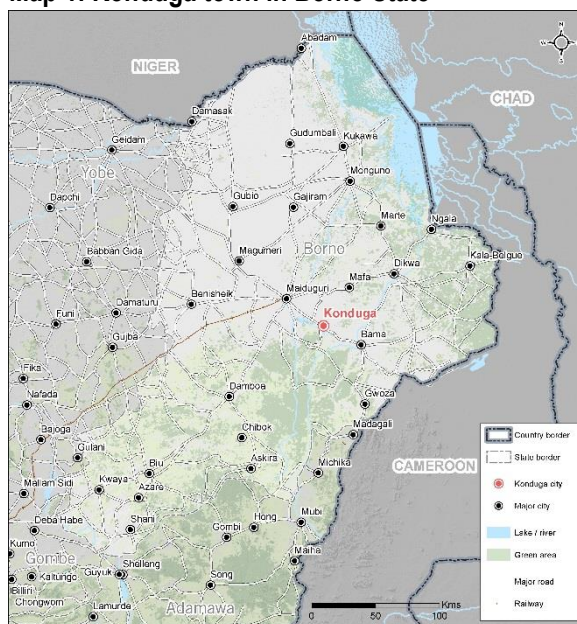 Map 1. Konduga town in Borno State
Abadam
NIGER
N
W
E
S
CHAD
Damasak
Geidam
Gudumbali
Kukawa
Yobe
Monguno
Dapchi
Gubio
Gajiram
Marte
Ngala
Borno
Babban Gida
Magumeri
Dikwa
Kala-Balgue
Mafa
Benisheik
Maiduguri
Damaturu
Funi
Konduga
Gujba
Bama
Fika
Damboa
Nafada
Gwoza
Bajoga
Chibok
Madagali
Gulani
Askira
Michika
CAMEROON
Biu
Mallam Sidi
Kwaya
Azare
Shani
Hong
Mubi
Deba Habe
Gombi
Kumo
Gombe
Maiha
Kaltungo
Guyuk
Shelleng
Billiri
Song
Chongworn
Lamurde
Adamawa
Country border
State border
Konduga city
Major city
Lake / river
Green area
Major road
Railway
0
50
100
Kms